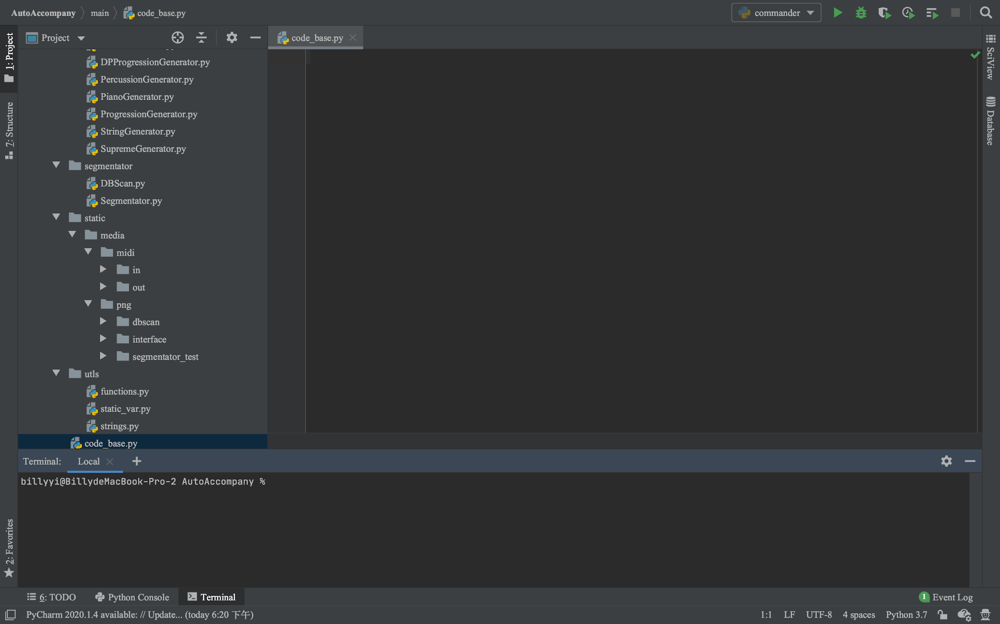 AutoAccompany main code_base.py commander
1: Project
Project
code_base.py
SciView
DPProgressionGenerator.py
PercussionGenerator.py
PianoGenerator.py
ProgressionGenerator.py
7: Structure
Database
StringGenerator.py
SupremeGenerator.py
segmentator
DBScan.py
Segmentator.py
static
media
midi
in
out
png
dbscan
interface
segmentator_test
utls
functions.py
static_var.py
strings.py
code_base.py
Terminal: Local
billyyi@BillydeMacBook-Pro-2 AutoAccompany %
2: Favorites
6: TODO Python Console Terminal 1 Event Log
PyCharm 2020.1.4 available: // Update... (today 6:20 下午) 1:1 LF UTF-8 4 spaces Python 3.7